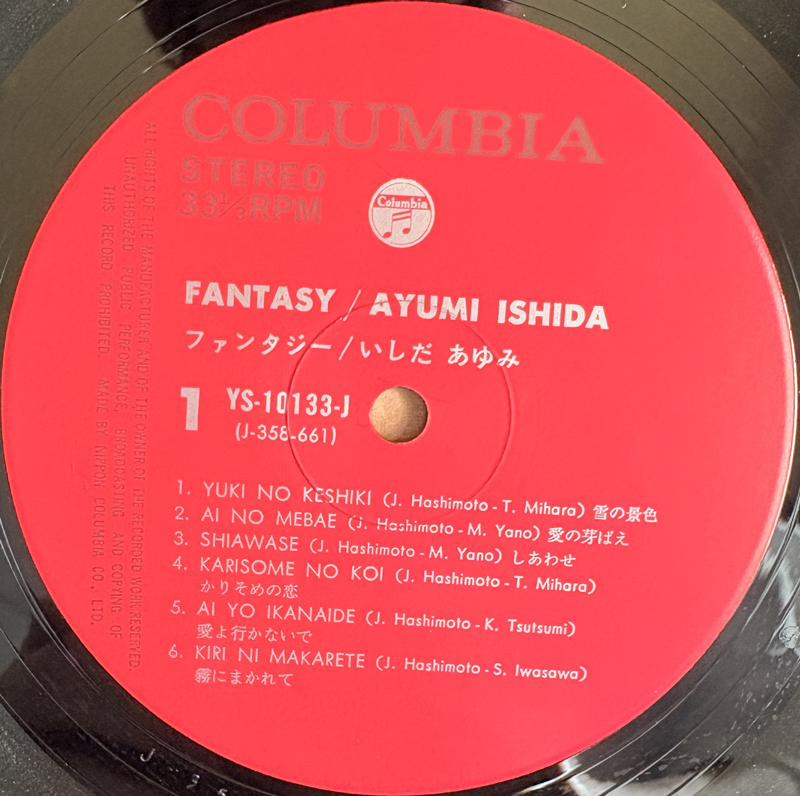 COLUMBIA
STEREO
33⅓RPM
Columbia
FANTASY / AYUMI ISHIDA
ファンタジー/いしだ あゆみ
1
YS-10133-J
(J-358-661)
1. YUKI NO KESHIKI (J. Hashimoto - T. Mihara) 雪の景色
2. AI NO MEBAE (J. Hashimoto - M. Yano) 愛の芽ばえ
3. SHIAWASE (J. Hashimoto - M. Yano) しあわせ
4. KARISOME NO KOI (J. Hashimoto - T. Mihara)
かりそめの恋
5. AI YO IKANAIDE (J. Hashimoto - K. Tsutsumi)
愛よ行かないで
6. KIRI NI MAKARETE (J. Hashimoto - S. Iwasawa)
霧にまかれて
ALL RIGHTS OF THE MANUFACTURER AND OF THE OWNER OF THE RECORDED WORK RESERVED.
UNAUTHORIZED PUBLIC PERFORMANCE, BROADCASTING AND COPYING OF
THIS RECORD PROHIBITED. MADE BY NIPPON COLUMBIA CO., LTD.